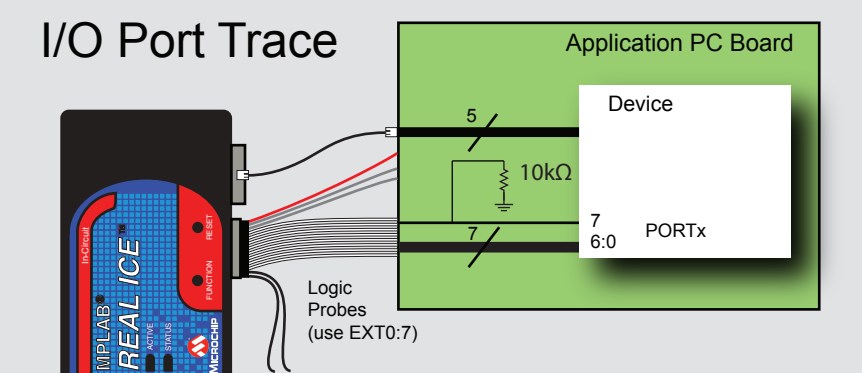 I/O Port Trace
Application PC Board
Device
5
10kΩ
7
7
6:0
PORTx
Logic
Probes
(use EXT0:7)
In-Circuit
MPLAB®
REAL ICE™
ACTIVE
STATUS
FUNCTION
RESET
MICROCHIP